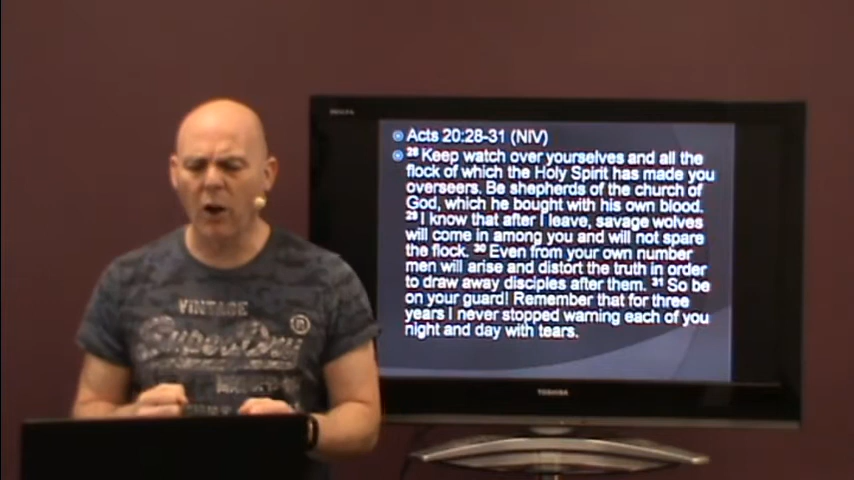 REGZA
Acts 20:28-31 (NIV)
28 Keep watch over yourselves and all the
flock of which the Holy Spirit has made you
overseers. Be shepherds of the church of
God, which he bought with his own blood.
29 I know that after I leave, savage wolves
will come in among you and will not spare
the flock. 30 Even from your own number
men will arise and distort the truth in order
to draw away disciples after them. 31 So be
on your guard! Remember that for three
years I never stopped warning each of you
night and day with tears.
VINTAGE
SuperDry
TOSHIBA